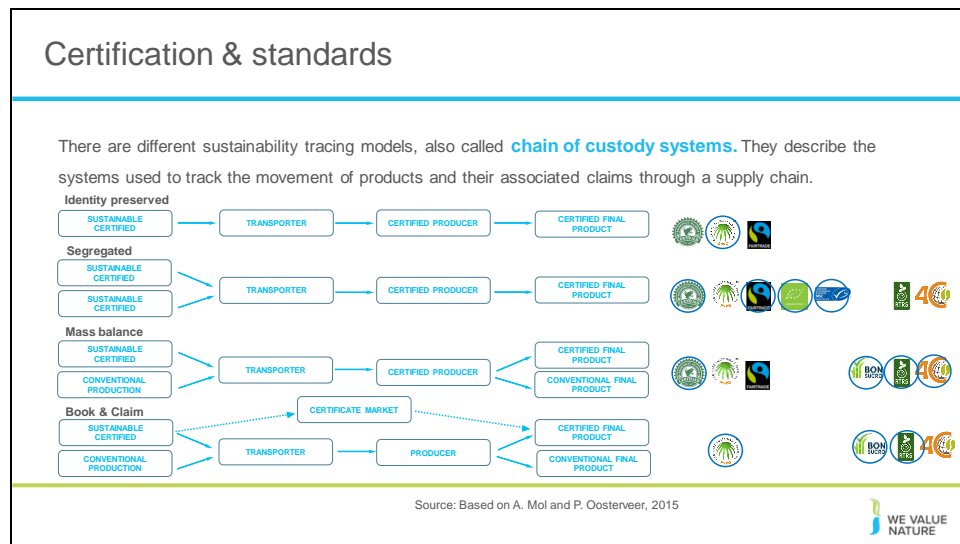 Certification & standards
There are different sustainability tracing models, also called chain of custody systems. They describe the
systems used to track the movement of products and their associated claims through a supply chain.
Identity preserved
SUSTAINABLE
CERTIFIED
TRANSPORTER
CERTIFIED PRODUCER
CERTIFIED FINAL
PRODUCT
FAIRTRADE
Segregated
SUSTAINABLE
CERTIFIED
SUSTAINABLE
CERTIFIED
TRANSPORTER
CERTIFIED PRODUCER
CERTIFIED FINAL
PRODUCT
FAIRTRADE
RTRS
4C
Mass balance
SUSTAINABLE
CERTIFIED
CONVENTIONAL
PRODUCTION
TRANSPORTER
CERTIFIED PRODUCER
CERTIFIED FINAL
PRODUCT
CONVENTIONAL FINAL
PRODUCT
FAIRTRADE
BON
SUCRO
RTRS
4C
Book & Claim
SUSTAINABLE
CERTIFIED
CONVENTIONAL
PRODUCTION
CERTIFICATE MARKET
TRANSPORTER
PRODUCER
CERTIFIED FINAL
PRODUCT
CONVENTIONAL FINAL
PRODUCT
BON
SUCRO
RTRS
4C
Source: Based on A. Mol and P. Oosterveer, 2015
WE VALUE
NATURE